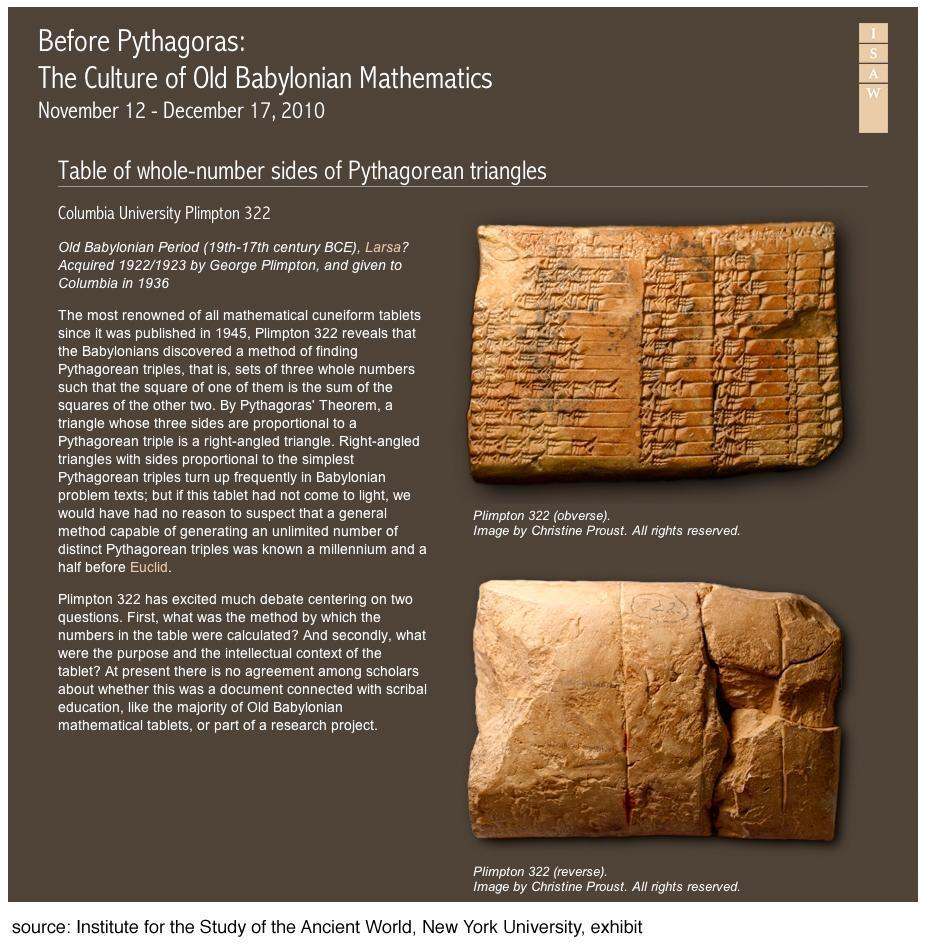 Before Pythagoras:
The Culture of Old Babylonian Mathematics
November 12 - December 17, 2010
I
S
A
W
Table of whole-number sides of Pythagorean triangles
Columbia University Plimpton 322
Old Babylonian Period (19th-17th century BCE), Larsa?
Acquired 1922/1923 by George Plimpton, and given to
Columbia in 1936
The most renowned of all mathematical cuneiform tablets
since it was published in 1945, Plimpton 322 reveals that
the Babylonians discovered a method of finding
Pythagorean triples, that is, sets of three whole numbers
such that the square of one of them is the sum of the
squares of the other two. By Pythagoras' Theorem, a
triangle whose three sides are proportional to a
Pythagorean triple is a right-angled triangle. Right-angled
triangles with sides proportional to the simplest
Pythagorean triples turn up frequently in Babylonian
problem texts; but if this tablet had not come to light, we
would have had no reason to suspect that a general
method capable of generating an unlimited number of
distinct Pythagorean triples was known a millennium and a
half before Euclid.
Plimpton 322 has excited much debate centering on two
questions. First, what was the method by which the
numbers in the table were calculated? And secondly, what
were the purpose and the intellectual context of the
tablet? At present there is no agreement among scholars
about whether this was a document connected with scribal
education, like the majority of Old Babylonian
mathematical tablets, or part of a research project.
Plimpton 322 (obverse).
Image by Christine Proust. All rights reserved.
Plimpton 322 (reverse).
Image by Christine Proust. All rights reserved.
source: Institute for the Study of the Ancient World, New York University, exhibit